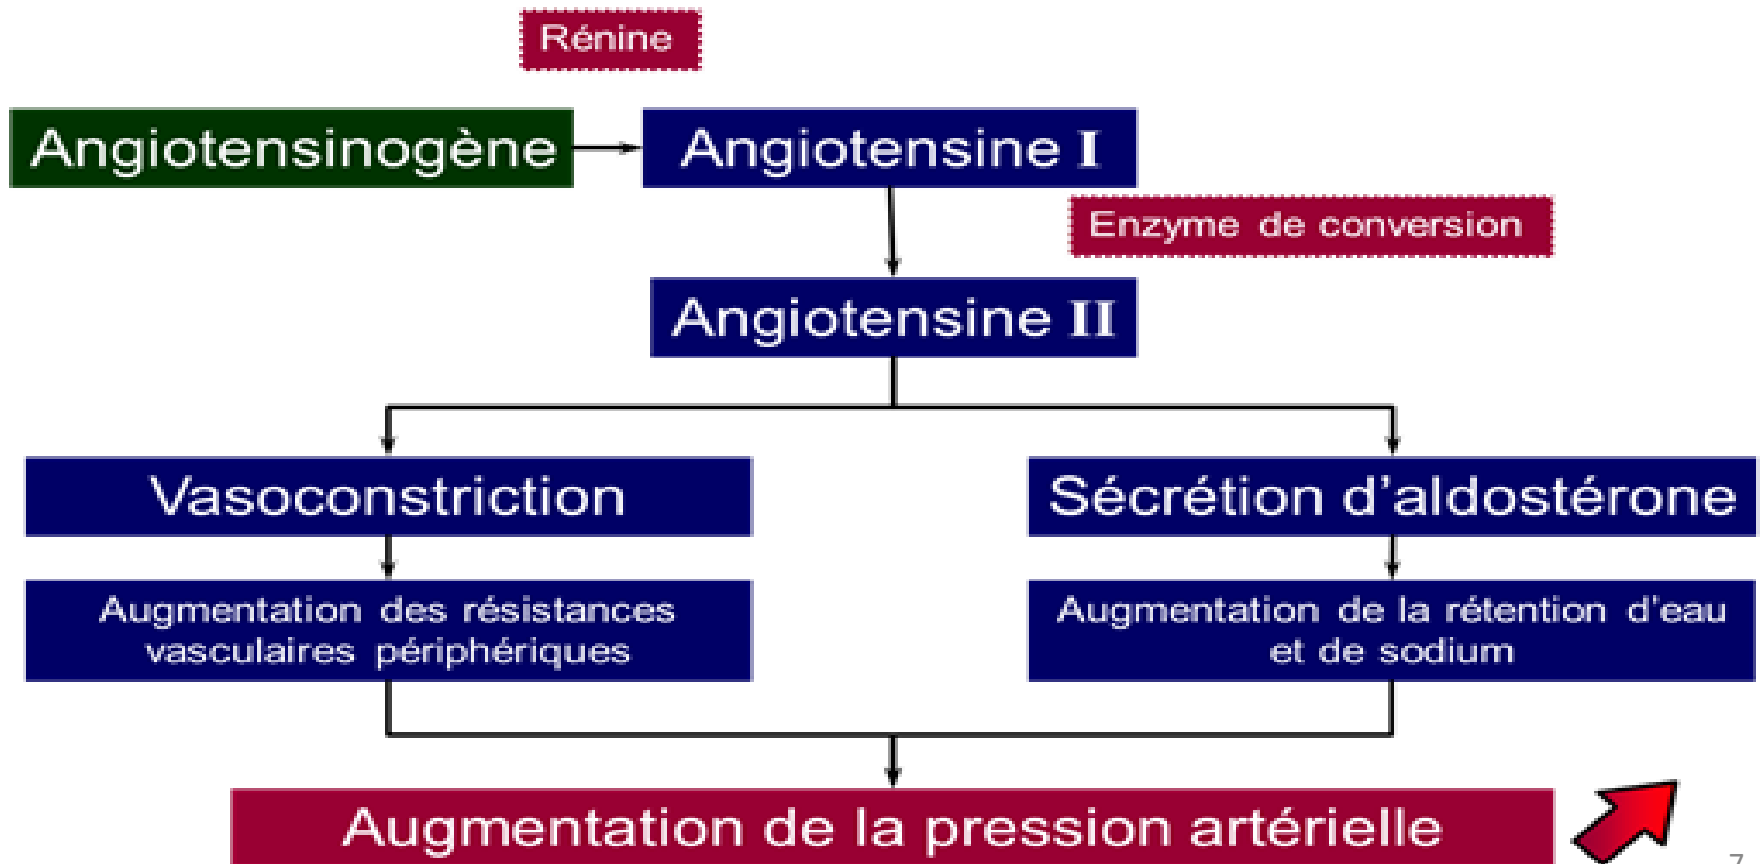 Rénine
Angiotensinogène
Angiotensine I
Enzyme de conversion
Angiotensine II
Vasoconstriction
Sécrétion d’aldostérone
Augmentation des résistances
vasculaires périphériques
Augmentation de la rétention d’eau
et de sodium
Augmentation de la pression artérielle
7